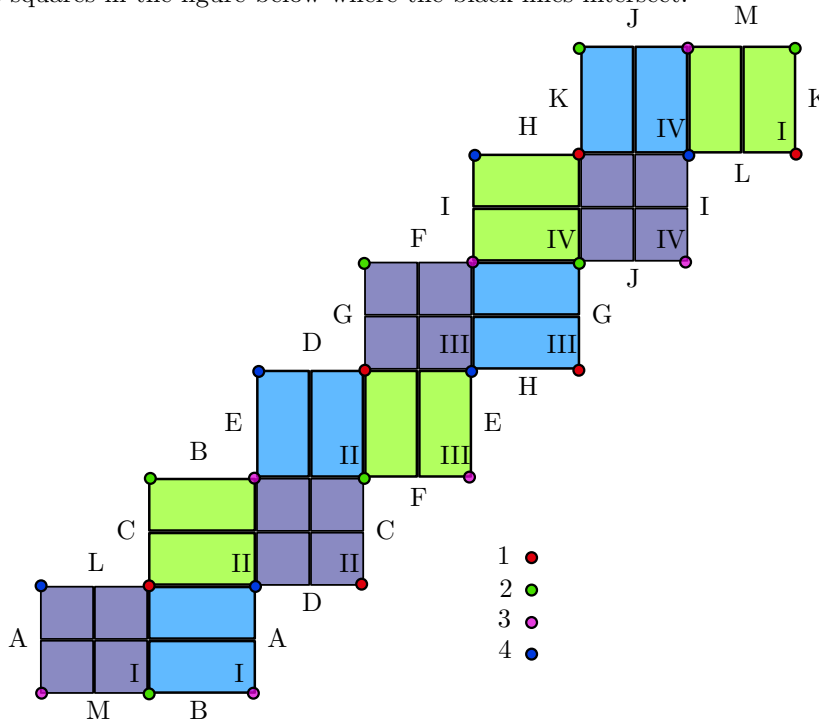 squares in the figure below where the black lines intersect.
J M
K IV I K
H L
I IV IV I
F J
G III III G
D H
E II III E
B F
C II II C
L D
A I I A
M B
1
2
3
4